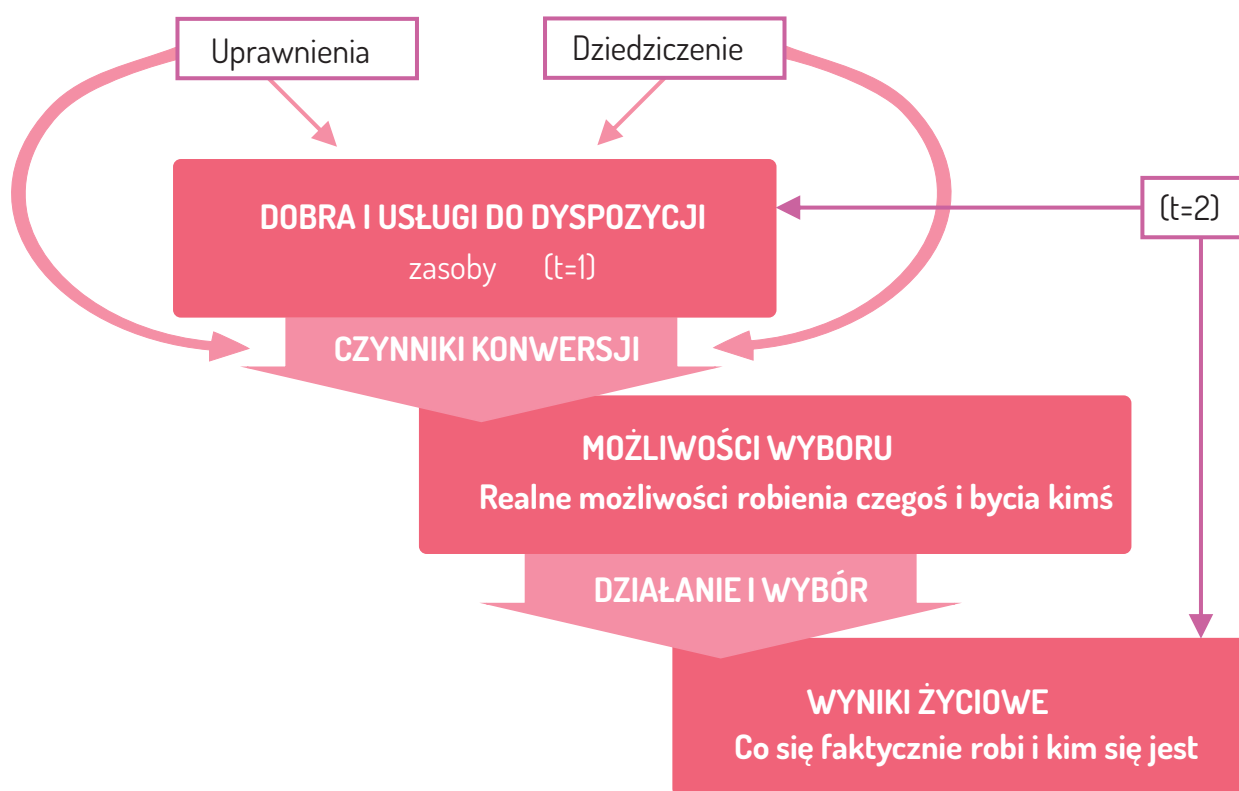 Uprawnienia
Dziedziczenie
DOBRA I USŁUGI DO DYSPOZYCJI
zasoby (t=1)
(t=2)
CZYNNIKI KONWERSJI
MOŻLIWOŚCI WYBORU
Realne możliwości robienia czegoś i bycia kimś
DZIAŁANIE I WYBÓR
WYNIKI ŻYCIOWE
Co się faktycznie robi i kim się jest